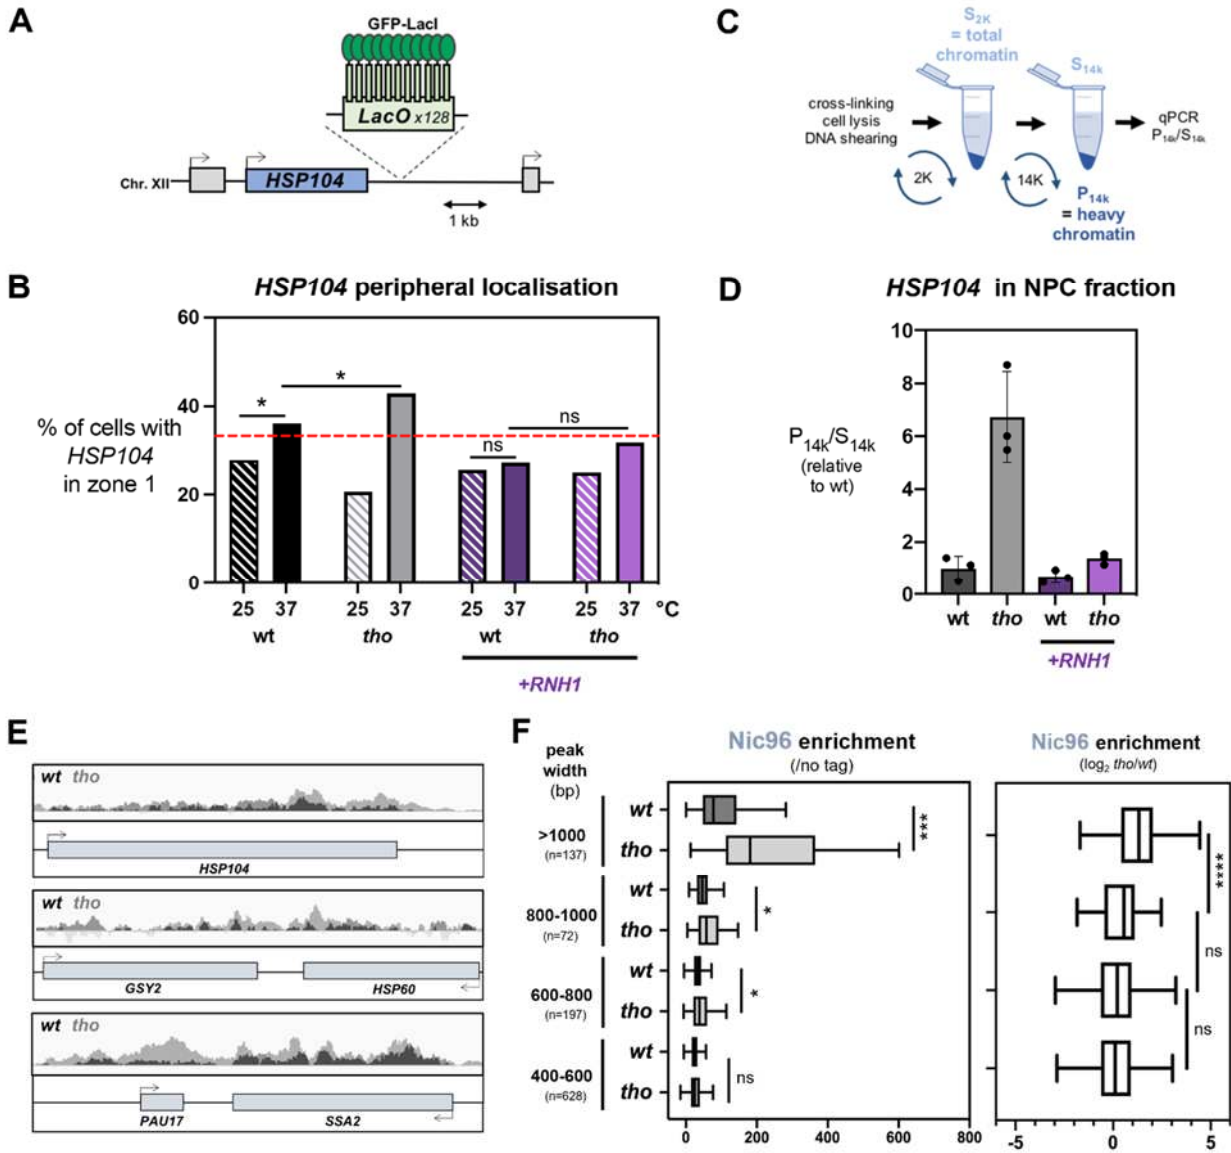 A
GFP-LacI
LacO x128
Chr. XII
HSP104
1 kb
C
S2K
= total
chromatin
S14k
cross-linking
cell lysis
DNA shearing
2K
14K
qPCR
P14k/S14k
P14k
= heavy
chromatin
B
HSP104 peripheral localisation
% of cells with
HSP104
in zone 1
60
40
20
0
*
*
ns
ns
25 37 25 37 25 37 25 37 °C
wt tho wt tho
+RNH1
D
HSP104 in NPC fraction
P14k/S14k
(relative
to wt)
10
8
6
4
2
0
wt tho wt tho
+RNH1
E
wt tho
HSP104
wt tho
GSY2 HSP60
wt tho
PAU17 SSA2
F
peak
width
(bp)
Nic96 enrichment
(/no tag)
>1000
(n=137)
wt
tho
***
800-1000
(n=72)
wt
tho
*
600-800
(n=197)
wt
tho
*
400-600
(n=628)
wt
tho
ns
0 200 400 600 800
Nic96 enrichment
(log2 tho/wt)
****
ns
ns
-5 0 5